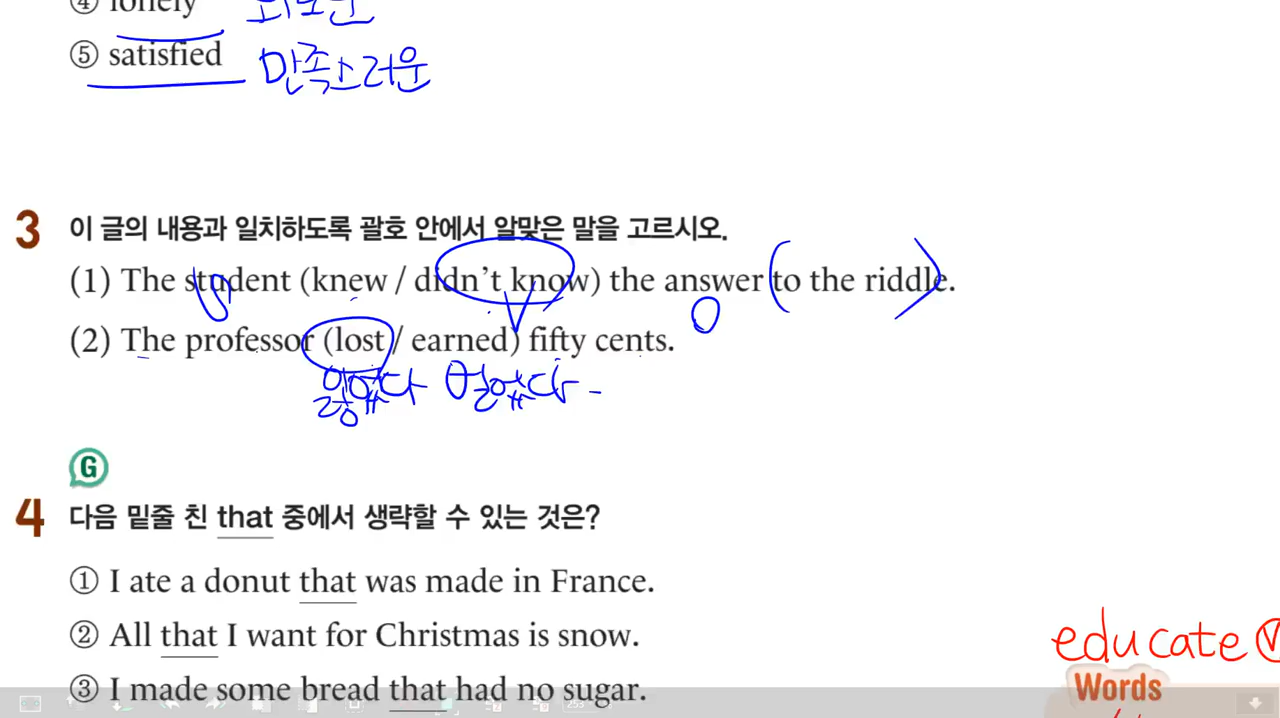 ④ lonely 외로운
⑤ satisfied 만족스러운
3 이 글의 내용과 일치하도록 괄호 안에서 알맞은 말을 고르시오.
(1) The student (knew / didn't know) the answer to the riddle.
S V O
(2) The professor (lost / earned) fifty cents.
잃었다 벌었다
G
4 다음 밑줄 친 that 중에서 생략할 수 있는 것은?
① I ate a donut that was made in France.
② All that I want for Christmas is snow.
educate v
Words
③ I made some bread that had no sugar.